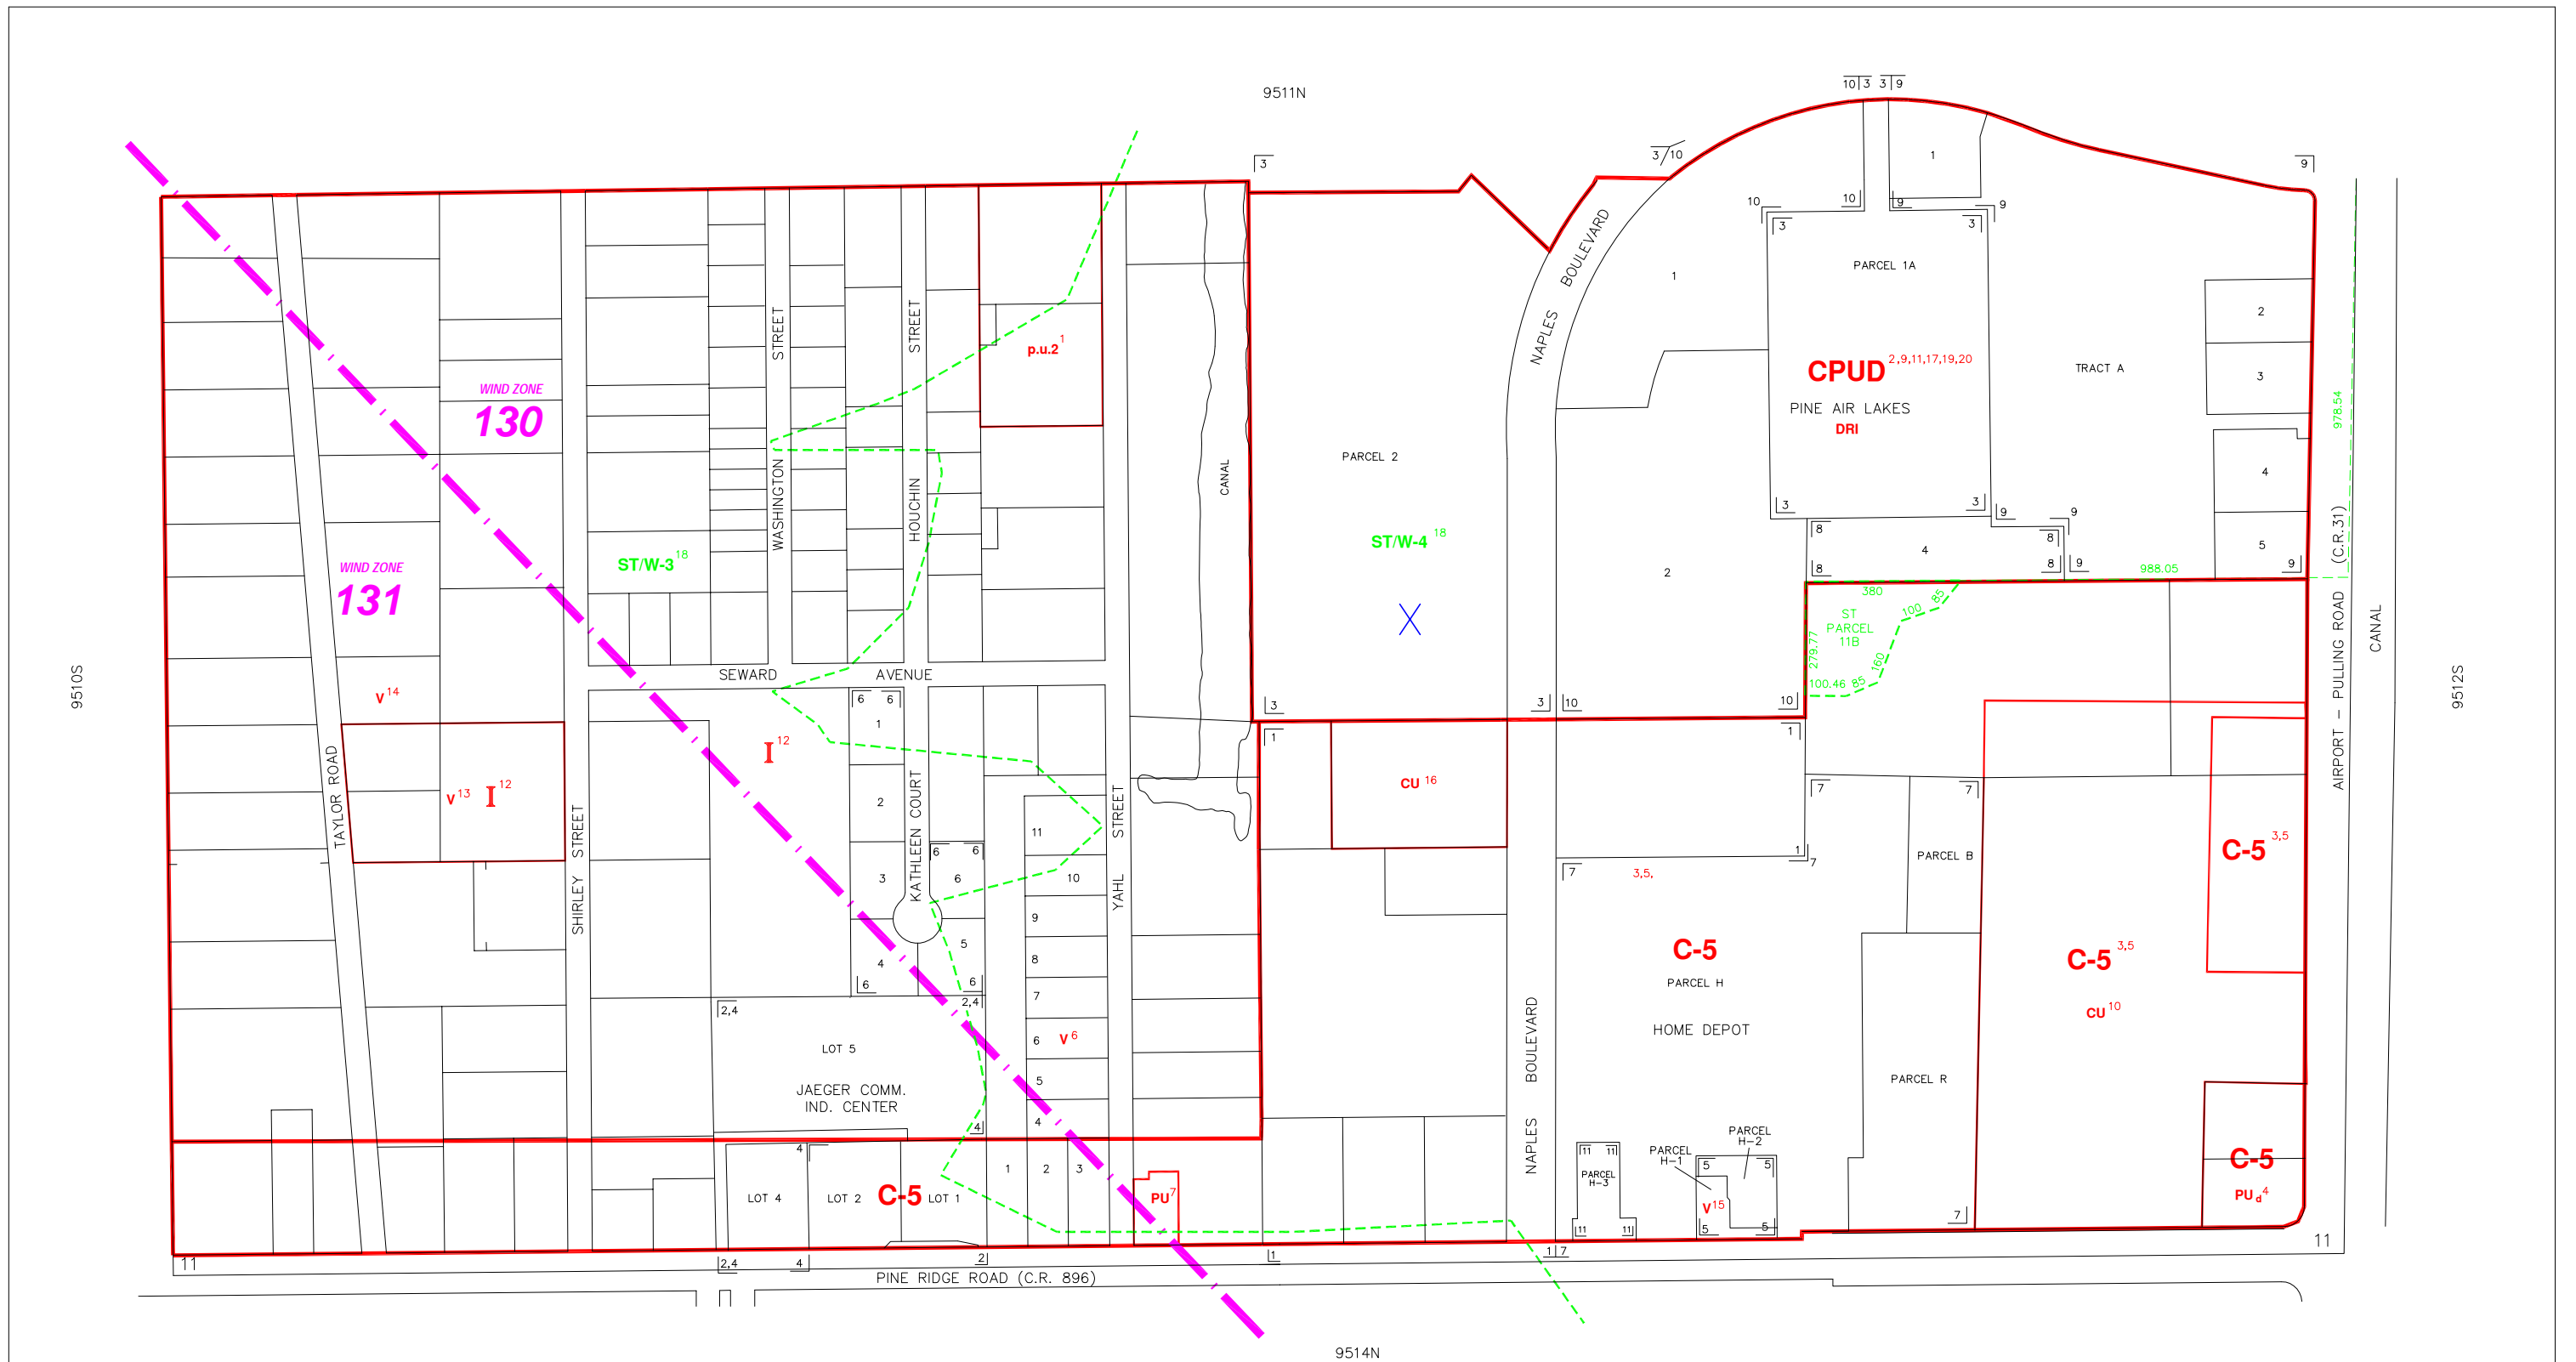 9511N
10 3 3 9
3
3/10
9
1
10
10
9
9
3
3
STREET
STREET
NAPLES BOULEVARD
PARCEL 1A
1
p.u.2 1
2
WIND ZONE
130
CPUD 2,9,11,17,19,20
TRACT A
3
PINE AIR LAKES
DRI
978.54
PARCEL 2
CANAL
4
WASHINGTON
HOUCHIN
3
3
9
9
8
8
ST/W-4 18
5
ST/W-3 18
4
WIND ZONE
131
8
8
9
9
2
988.05
380
85
100
ST
PARCEL
11B
279.77
160
100.46
85
AIRPORT - PULLING ROAD (C.R.31)
CANAL
9510S
9512S
SEWARD AVENUE
V 14
6 6
1
3
3
10
10
I 12
1
1
TAYLOR ROAD
V 13
I 12
2
CU 16
7
7
SHIRLEY STREET
KATHLEEN COURT
YAHL STREET
11
C-5 3,5
6 6
PARCEL B
1
7
3
6
10
7
3,5,
9
5
C-5
C-5 3,5
4
8
6
6
7
PARCEL H
2,4
2,4
CU 10
HOME DEPOT
LOT 5
6
V 6
NAPLES BOULEVARD
JAEGER COMM.
IND. CENTER
5
PARCEL R
4
4
PARCEL
H-2
4
11 11
PARCEL
H-1
1
2
3
5
5
C-5
PARCEL
H-3
LOT 4
LOT 2
C-5
LOT 1
PU 7
V 15
PU d 4
7
11
11
5
5
11
11
2,4
4
2
1
1 7
PINE RIDGE ROAD (C.R. 896)
9514N